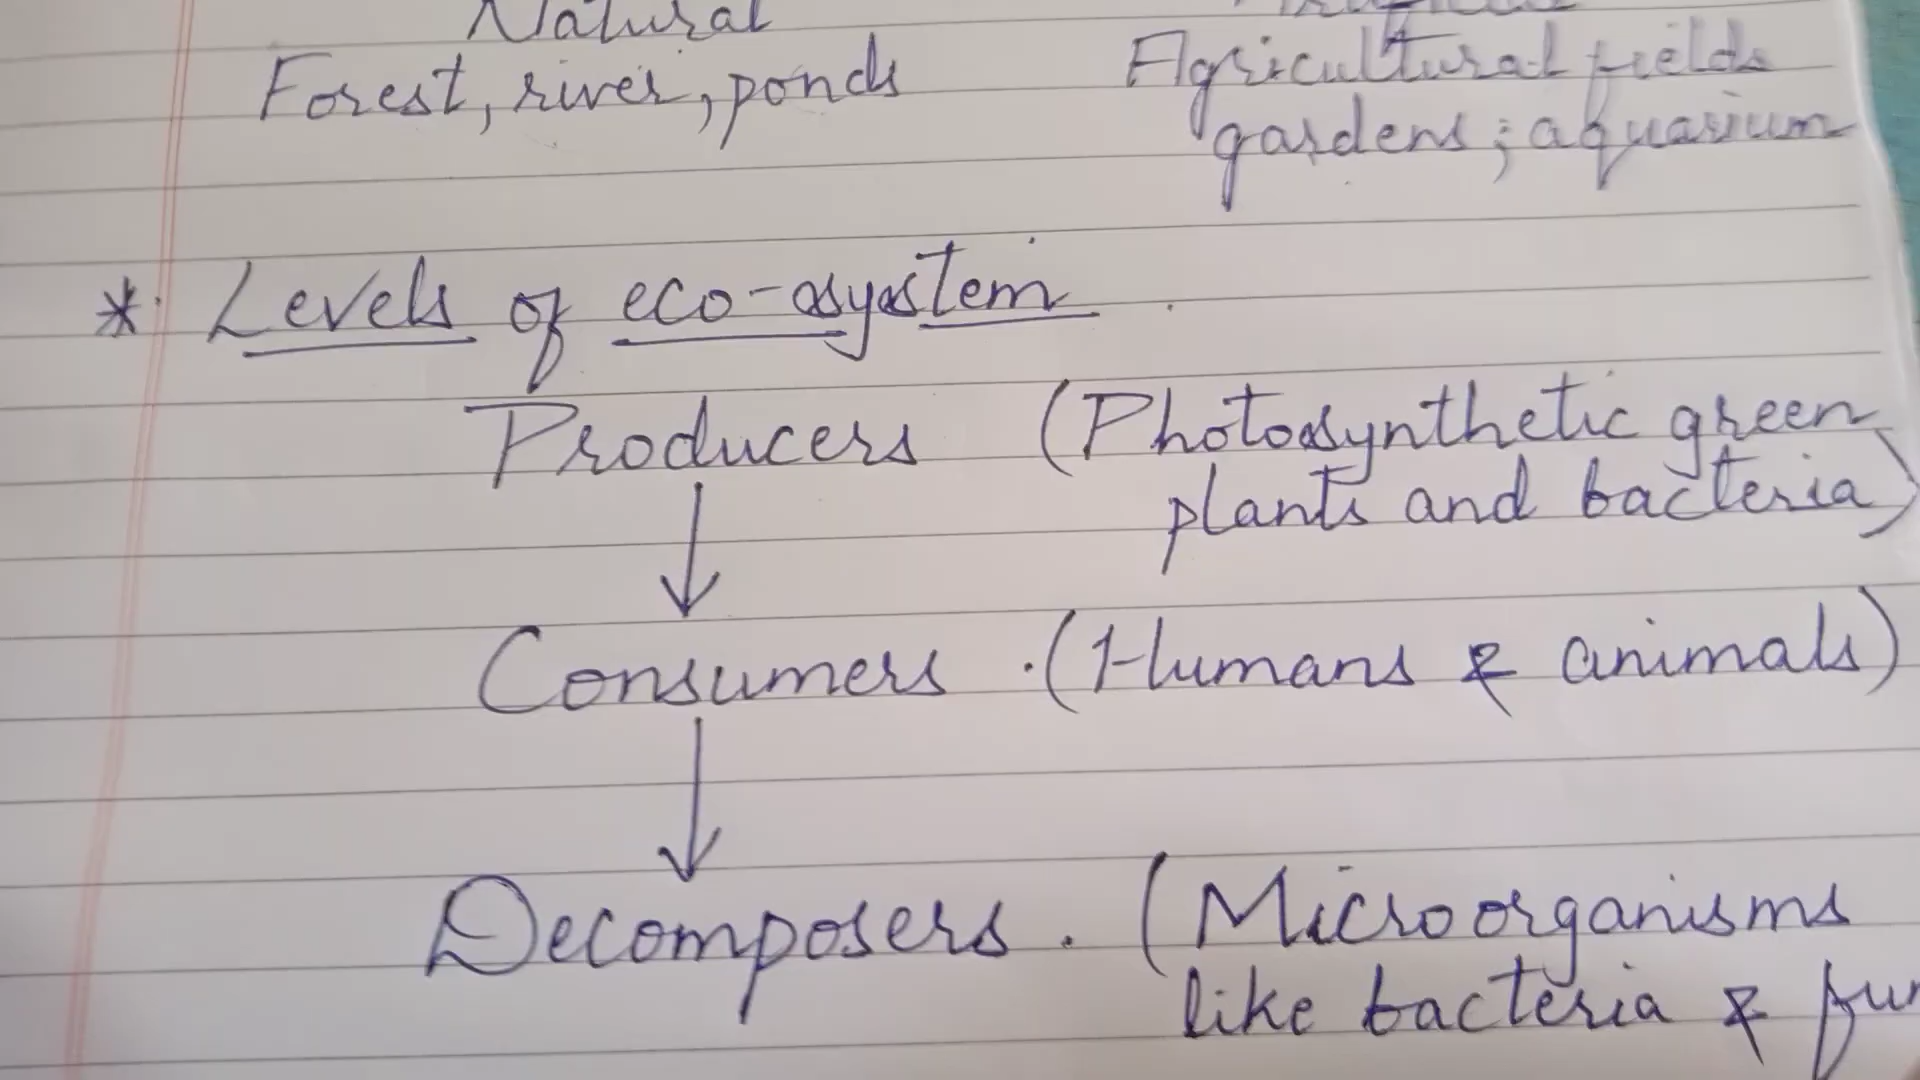 Natural
Forest, river, ponds
Agricultural fields
gardens, aquarium
* Levels of eco-system
Producers (Photosynthetic green
plants and bacteria)
Consumers (Humans & animals)
Decomposers. (Microorganisms
like bacteria &